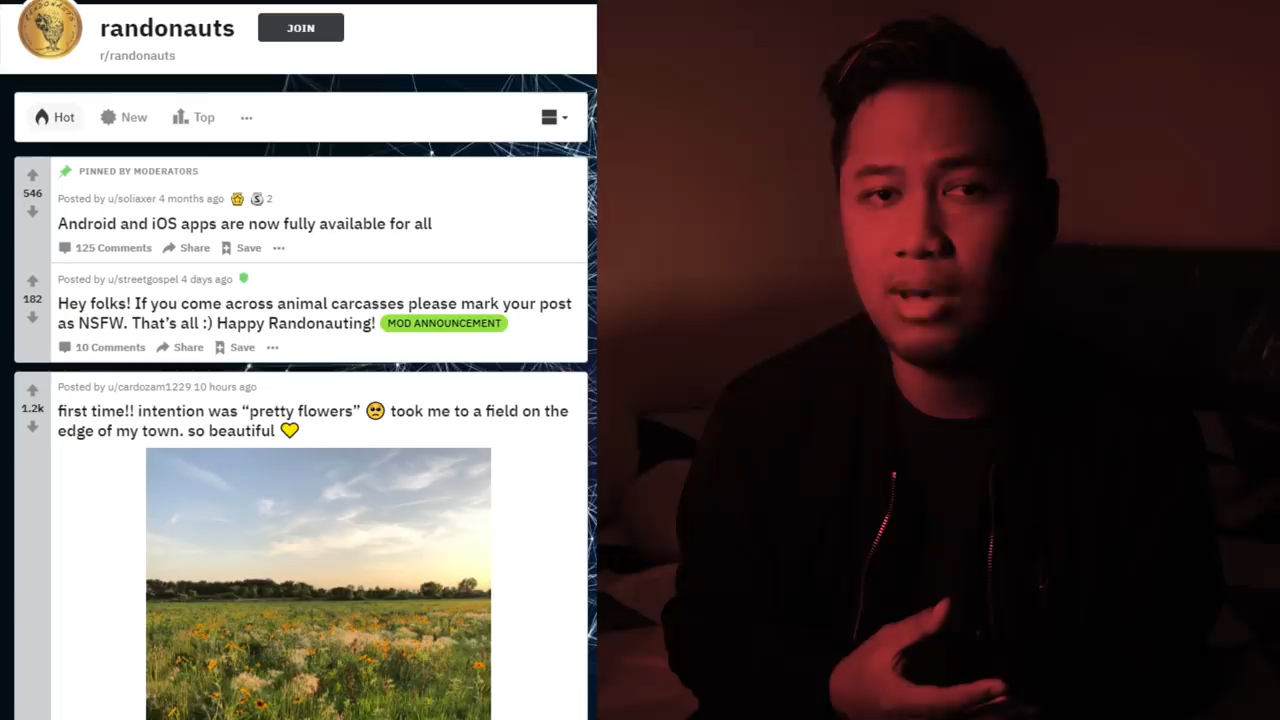 randonauts
JOIN
r/randonauts
Hot New Top
PINNED BY MODERATORS
546
Posted by u/soliaxer 4 months ago 2
Android and iOS apps are now fully available for all
125 Comments Share Save
Posted by u/streetgospel 4 days ago
182
Hey folks! If you come across animal carcasses please mark your post
as NSFW. That's all :) Happy Randonauting! MOD ANNOUNCEMENT
10 Comments Share Save
Posted by u/cardozam1229 10 hours ago
1.2k
first time!! intention was “pretty flowers” 🥺 took me to a field on the
edge of my town. so beautiful 💛